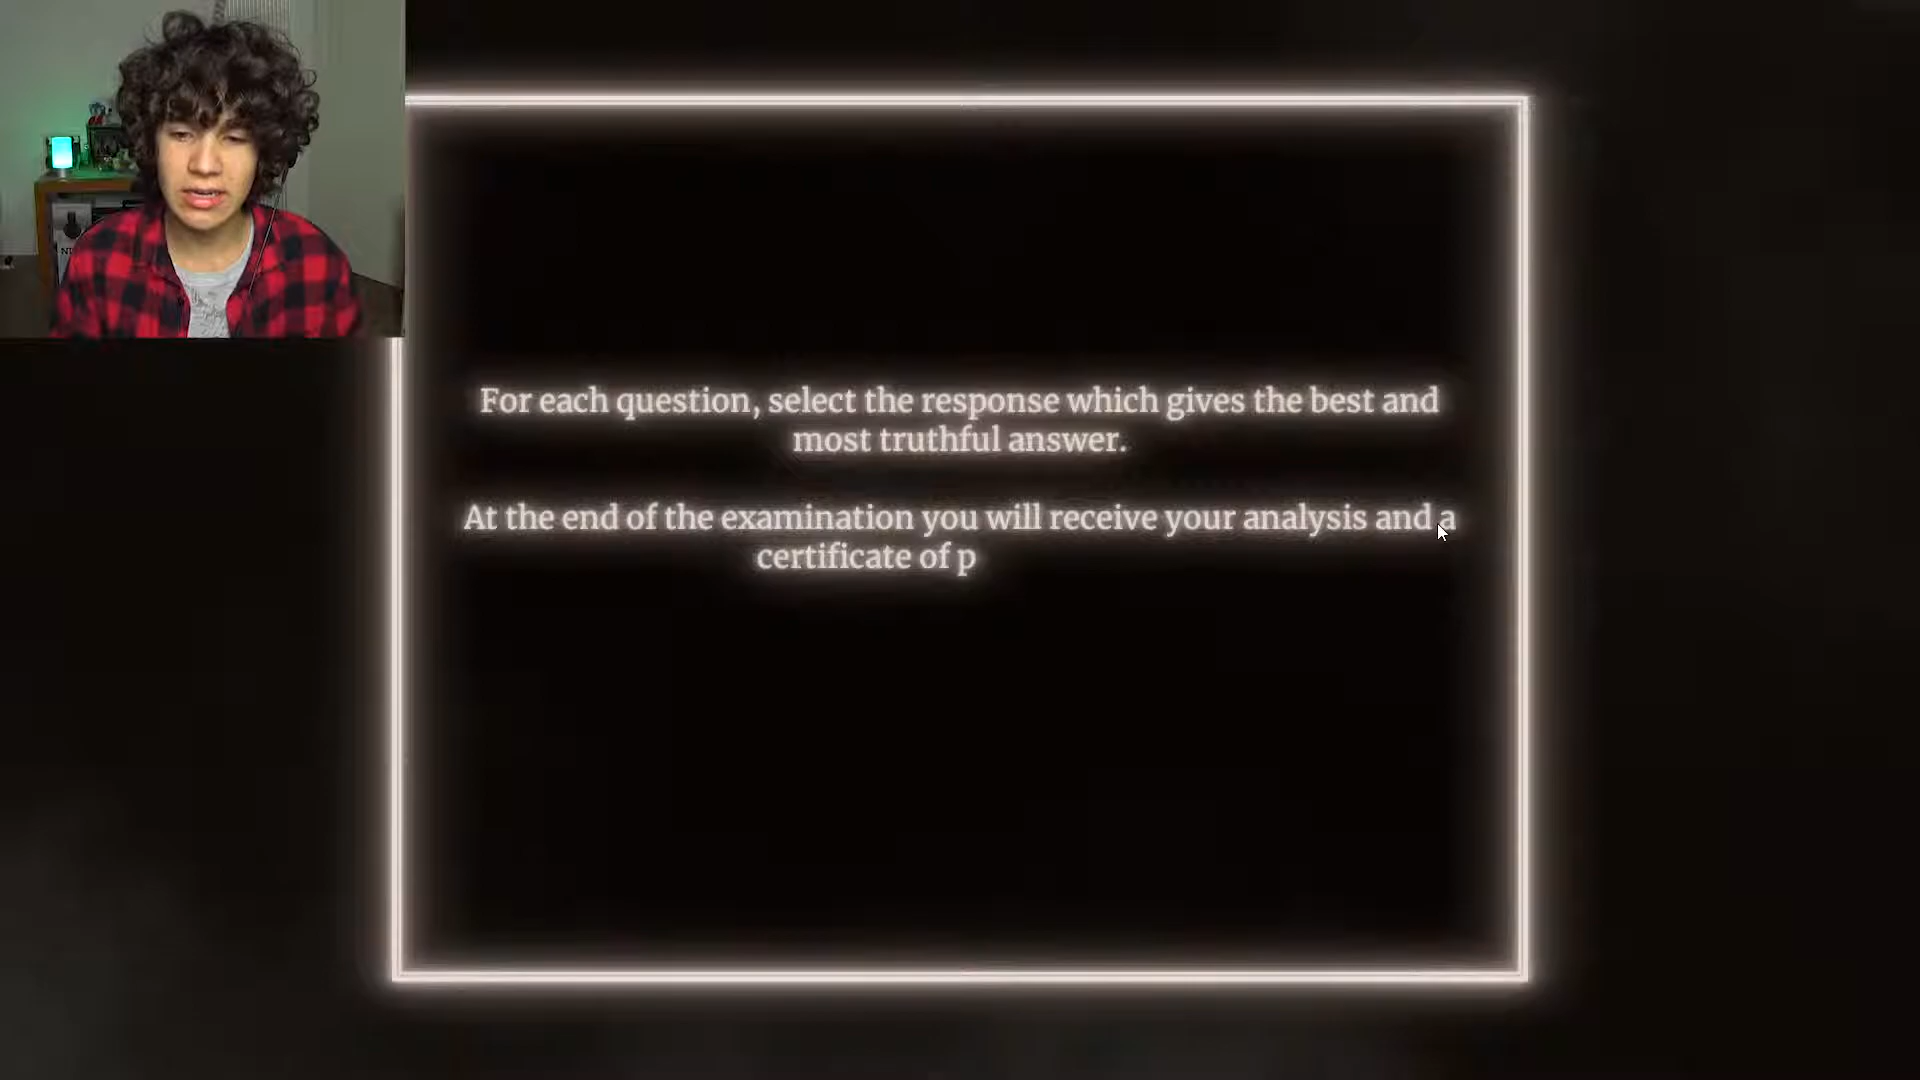 For each question, select the response which gives the best and
most truthful answer.
At the end of the examination you will receive your analysis and a
certificate of p